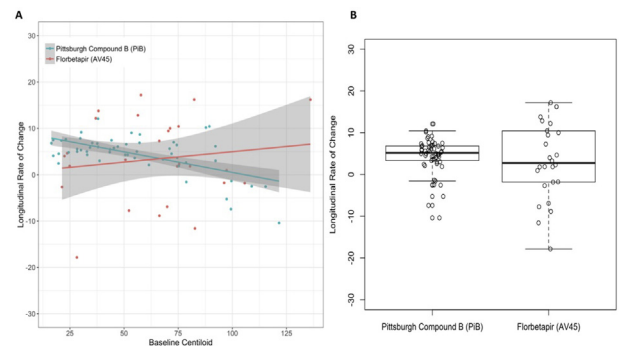 A
Longitudinal Rate of Change
30
20
10
0
-10
-20
-30
Pittsburgh Compound B (PiB)
Florbetapir (AV45)
25
50
75
100
125
Baseline Centiloid
B
Longitudinal Rate of Change
30
20
10
0
-10
-20
-30
Pittsburgh Compound B (PiB)
Florbetapir (AV45)